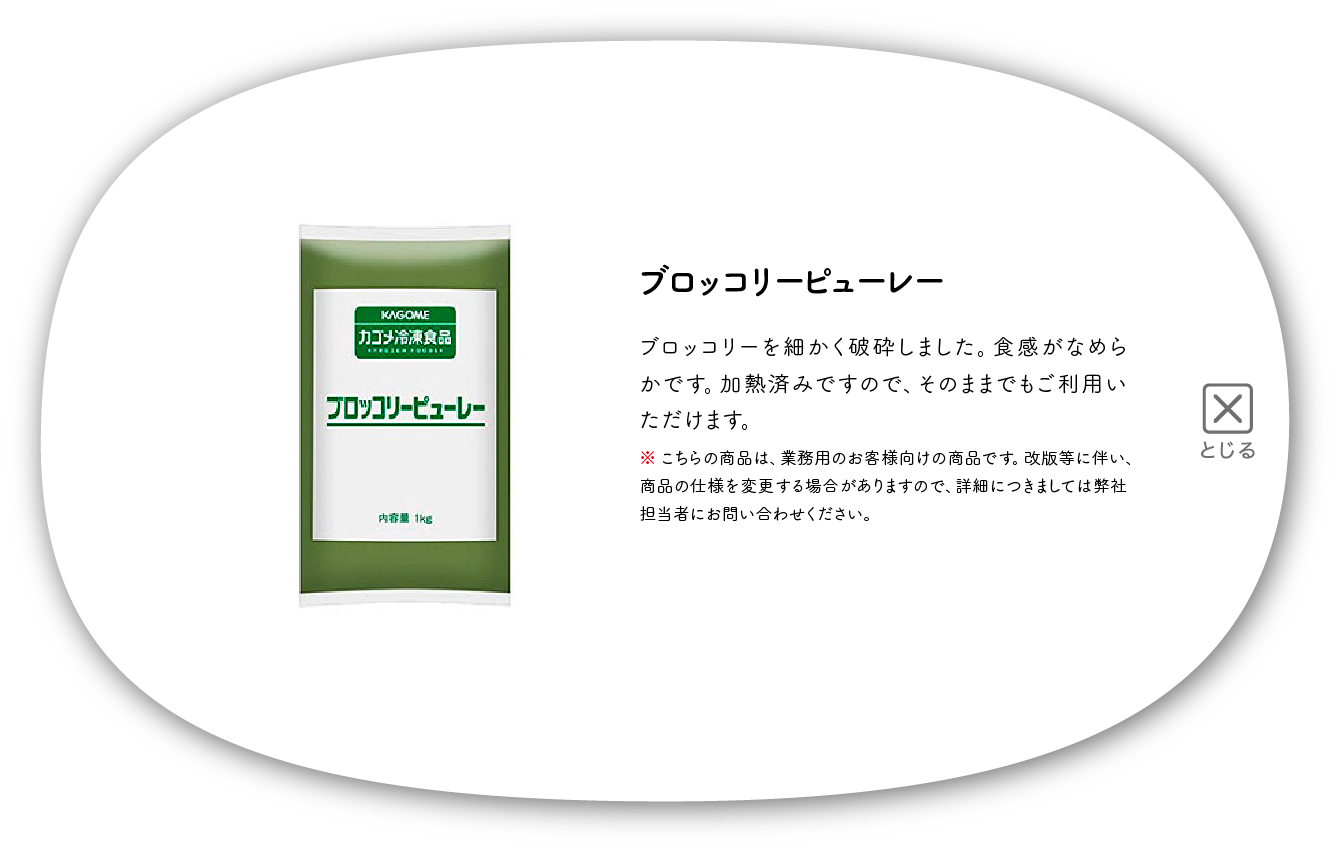 KAGOME
カゴメ冷凍食品
FROZEN FOODS
ブロッコリーピューレー
内容量 1kg
ブロッコリーピューレー
ブロッコリーを細かく破砕しました。食感がなめら
かです。加熱済みですので、そのままでもご利用い
ただけます。
※ こちらの商品は、業務用のお客様向けの商品です。改版等に伴い、
商品の仕様を変更する場合がありますので、詳細につきましては弊社
担当者にお問い合わせください。
とじる